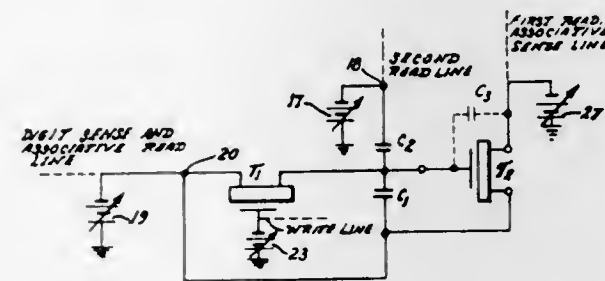 FIRST READ,
ASSOCIATIVE
SENSE LINE
18
SECOND
READ LINE
17
C3
27
DIGIT SENSE AND
ASSOCIATIVE READ
LINE
20
T1
C2
C1
T2
19
WRITE LINE
23